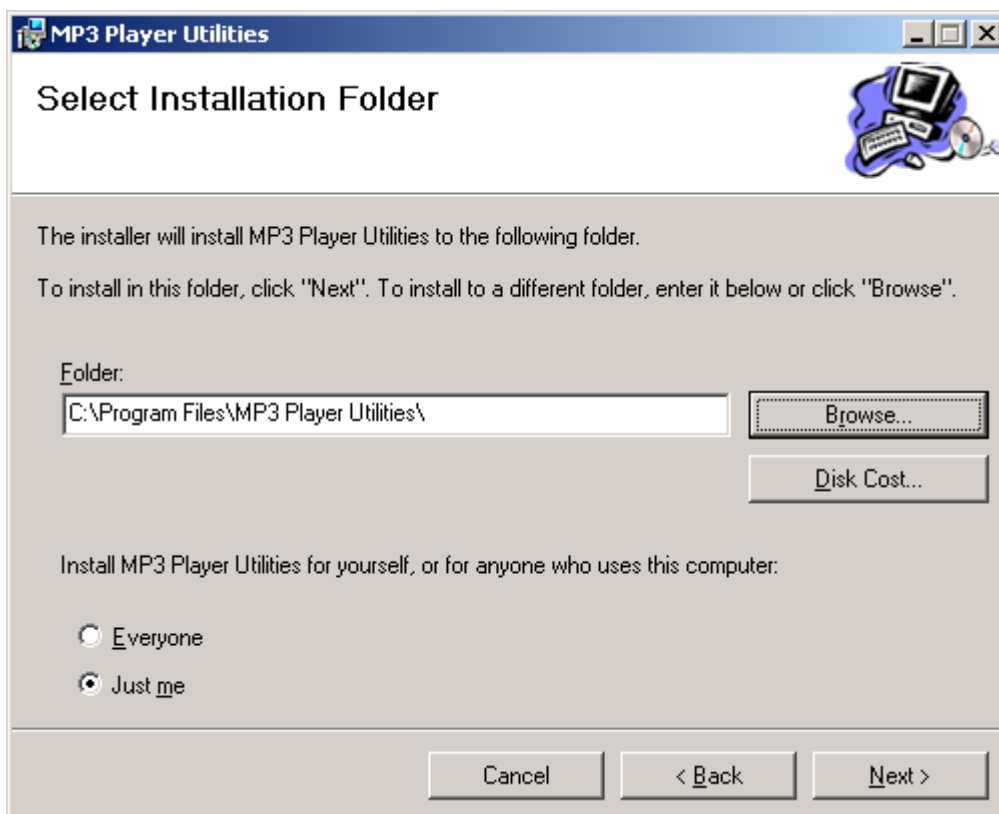 MP3 Player Utilities
Select Installation Folder
The installer will install MP3 Player Utilities to the following folder.
To install in this folder, click "Next". To install to a different folder, enter it below or click "Browse".
Folder:
C:\Program Files\MP3 Player Utilities\
Browse...
Disk Cost...
Install MP3 Player Utilities for yourself, or for anyone who uses this computer:
Everyone
Just me
Cancel
< Back
Next >